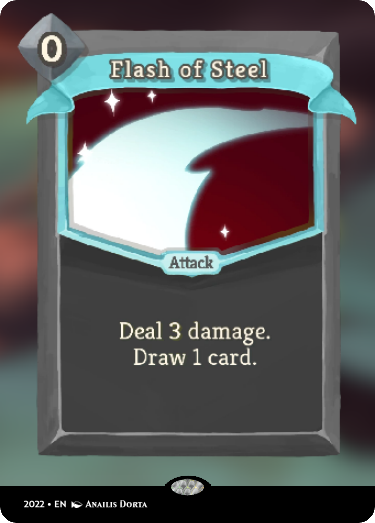 0
Flash of Steel
Attack
Deal 3 damage.
Draw 1 card.
2022 • EN Anailis Dorta